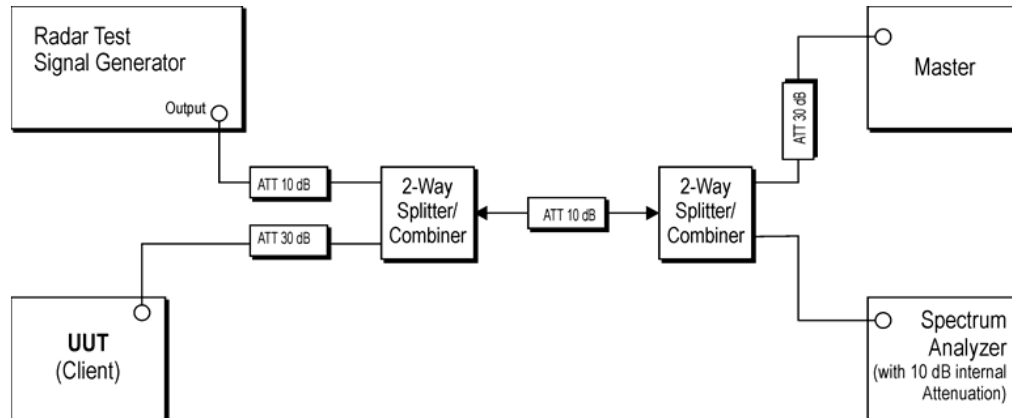 Radar Test
Signal Generator
Output
ATT 10 dB
ATT 30 dB
UUT
(Client)
2-Way
Splitter/
Combiner
ATT 10 dB
2-Way
Splitter/
Combiner
ATT 30 dB
Master
Spectrum
Analyzer
(with 10 dB internal
Attenuation)